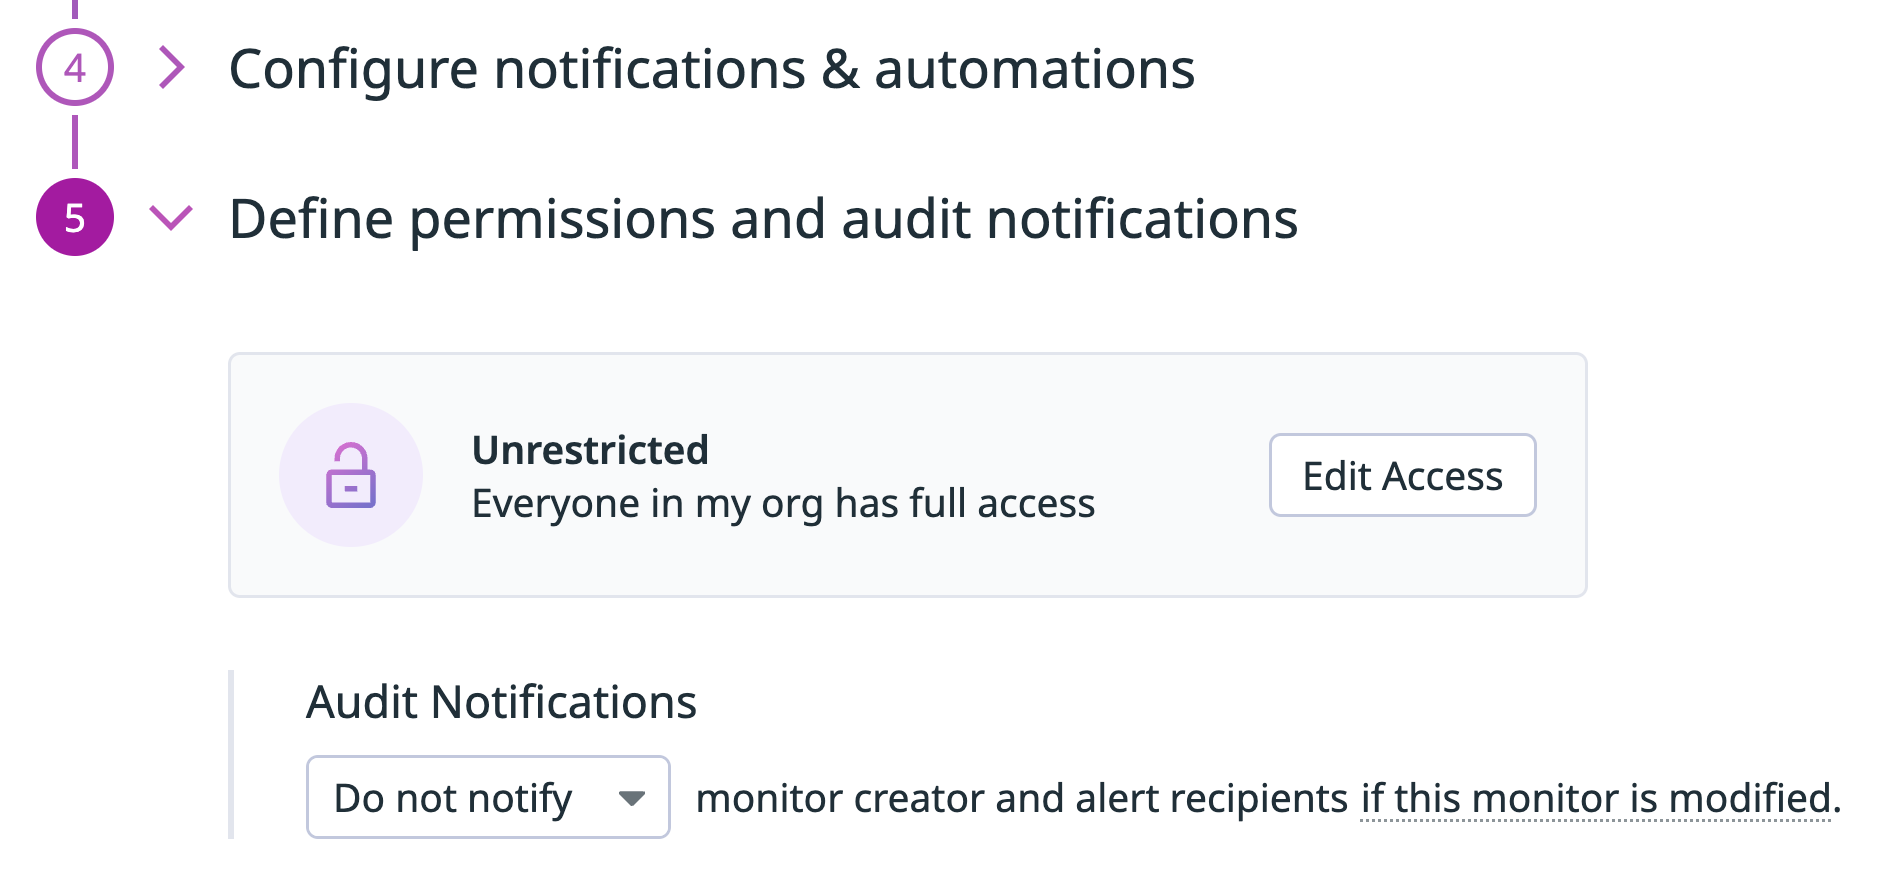 4 Configure notifications & automations
5 Define permissions and audit notifications
Unrestricted
Everyone in my org has full access
Edit Access
Audit Notifications
Do not notify monitor creator and alert recipients if this monitor is modified.